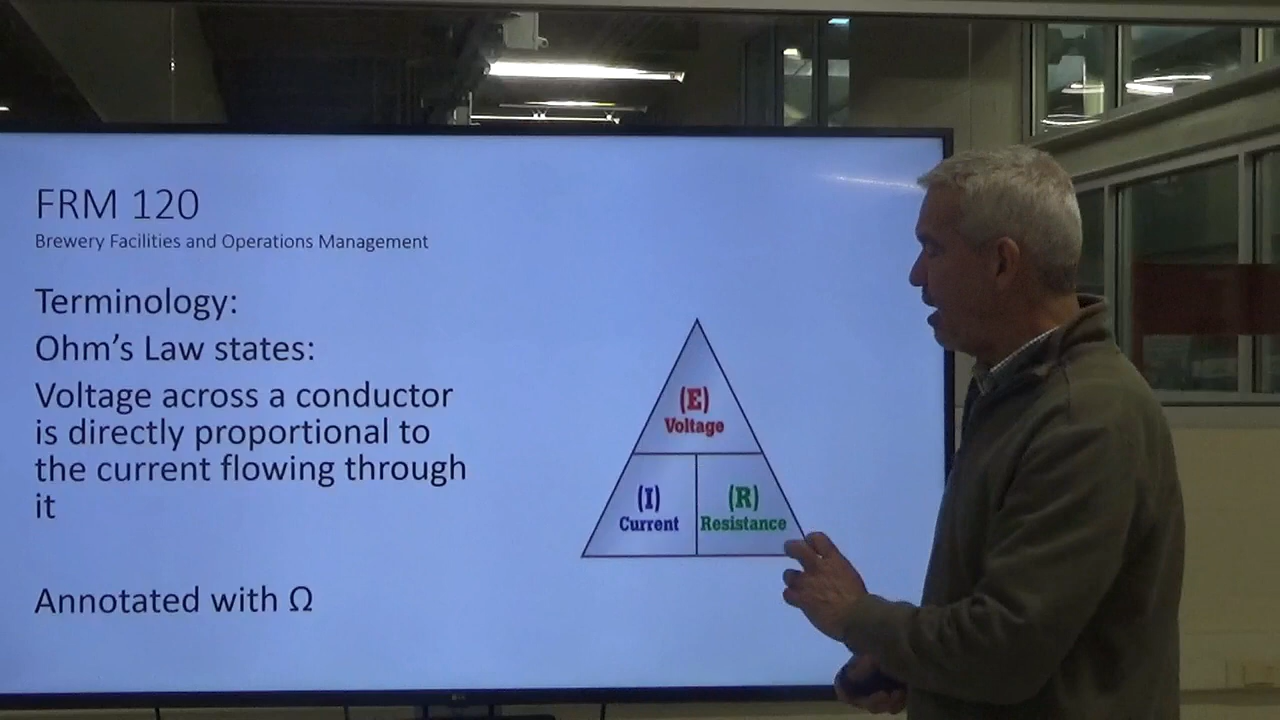 FRM 120
Brewery Facilities and Operations Management
Terminology:
Ohm's Law states:
Voltage across a conductor
is directly proportional to
the current flowing through
it
Annotated with Ω
(E)
Voltage
(I)
Current
(R)
Resistance